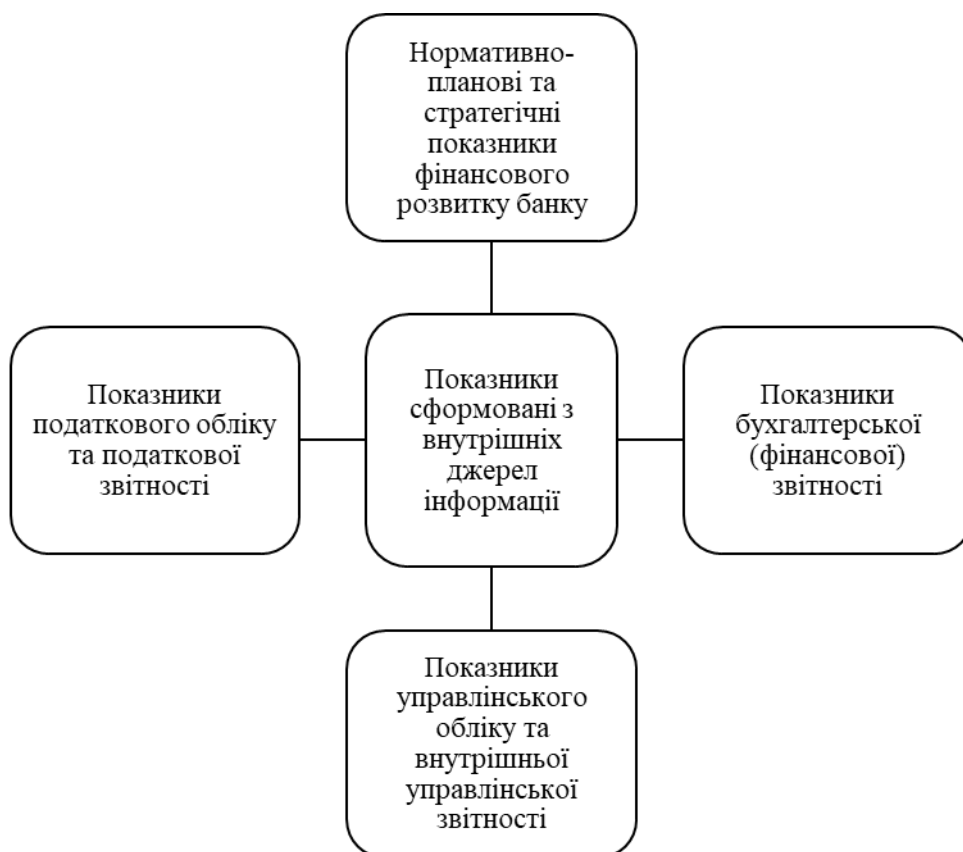 Нормативно-
планові та
стратегічні
показники
фінансового
розвитку банку
Показники
податкового обліку
та податкової
звітності
Показники
сформовані з
внутрішніх
джерел
інформації
Показники
бухгалтерської
(фінансової)
звітності
Показники
управлінського
обліку та
внутрішньої
управлінської
звітності